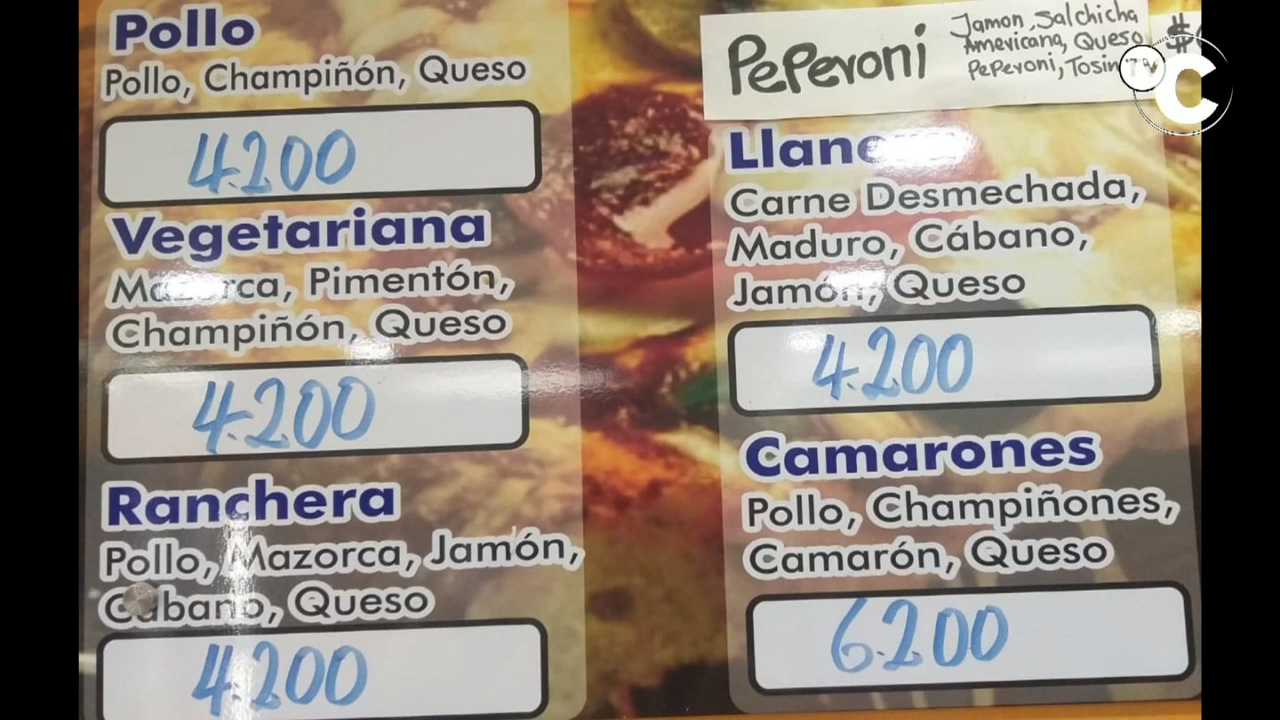 Pollo
Pollo, Champiñón, Queso
4.200
Vegetariana
Mazorca, Pimentón,
Champiñón, Queso
4.200
Ranchera
Pollo, Mazorca, Jamón,
Cábano, Queso
4.200
PePeroni
Jamon, Salchicha
Americana, Queso
PePeroni,
$
Carne Desmechada,
Maduro, Cábano,
Jamón, Queso
4.200
Camarones
Pollo, Champiñones,
Camarón, Queso
6.200